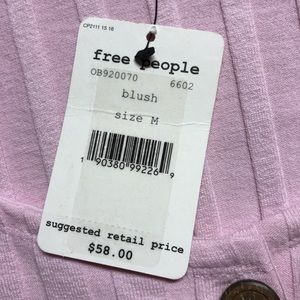 CP2111 15 16
free people
OB920070 6602
blush
size M
1 90380 99226 9
suggested retail price
$58.00